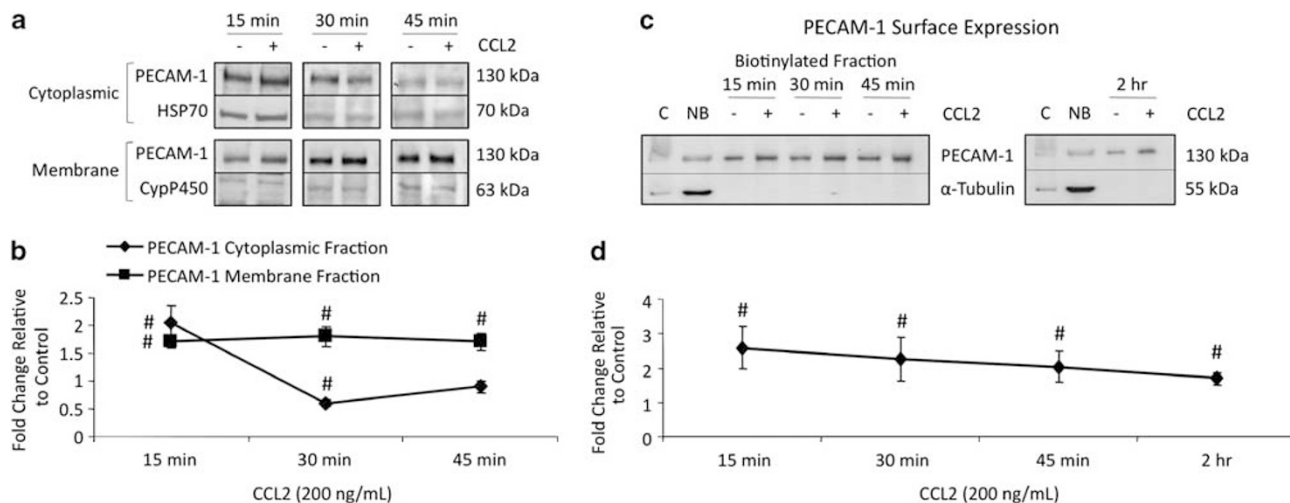 a
15 min 30 min 45 min
- + - + - + CCL2
Cytoplasmic
PECAM-1 130 kDa
HSP70 70 kDa
Membrane
PECAM-1 130 kDa
CypP450 63 kDa
b
PECAM-1 Cytoplasmic Fraction
PECAM-1 Membrane Fraction
Fold Change Relative
to Control
2.5
2
1.5
1
0.5
0
# # # # #
15 min 30 min 45 min
CCL2 (200 ng/mL)
c
PECAM-1 Surface Expression
Biotinylated Fraction
15 min 30 min 45 min 2 hr
C NB - + - + - + CCL2 C NB - + CCL2
PECAM-1 130 kDa
α-Tubulin 55 kDa
d
Fold Change Relative
to Control
4
3
2
1
0
# # # #
15 min 30 min 45 min 2 hr
CCL2 (200 ng/mL)